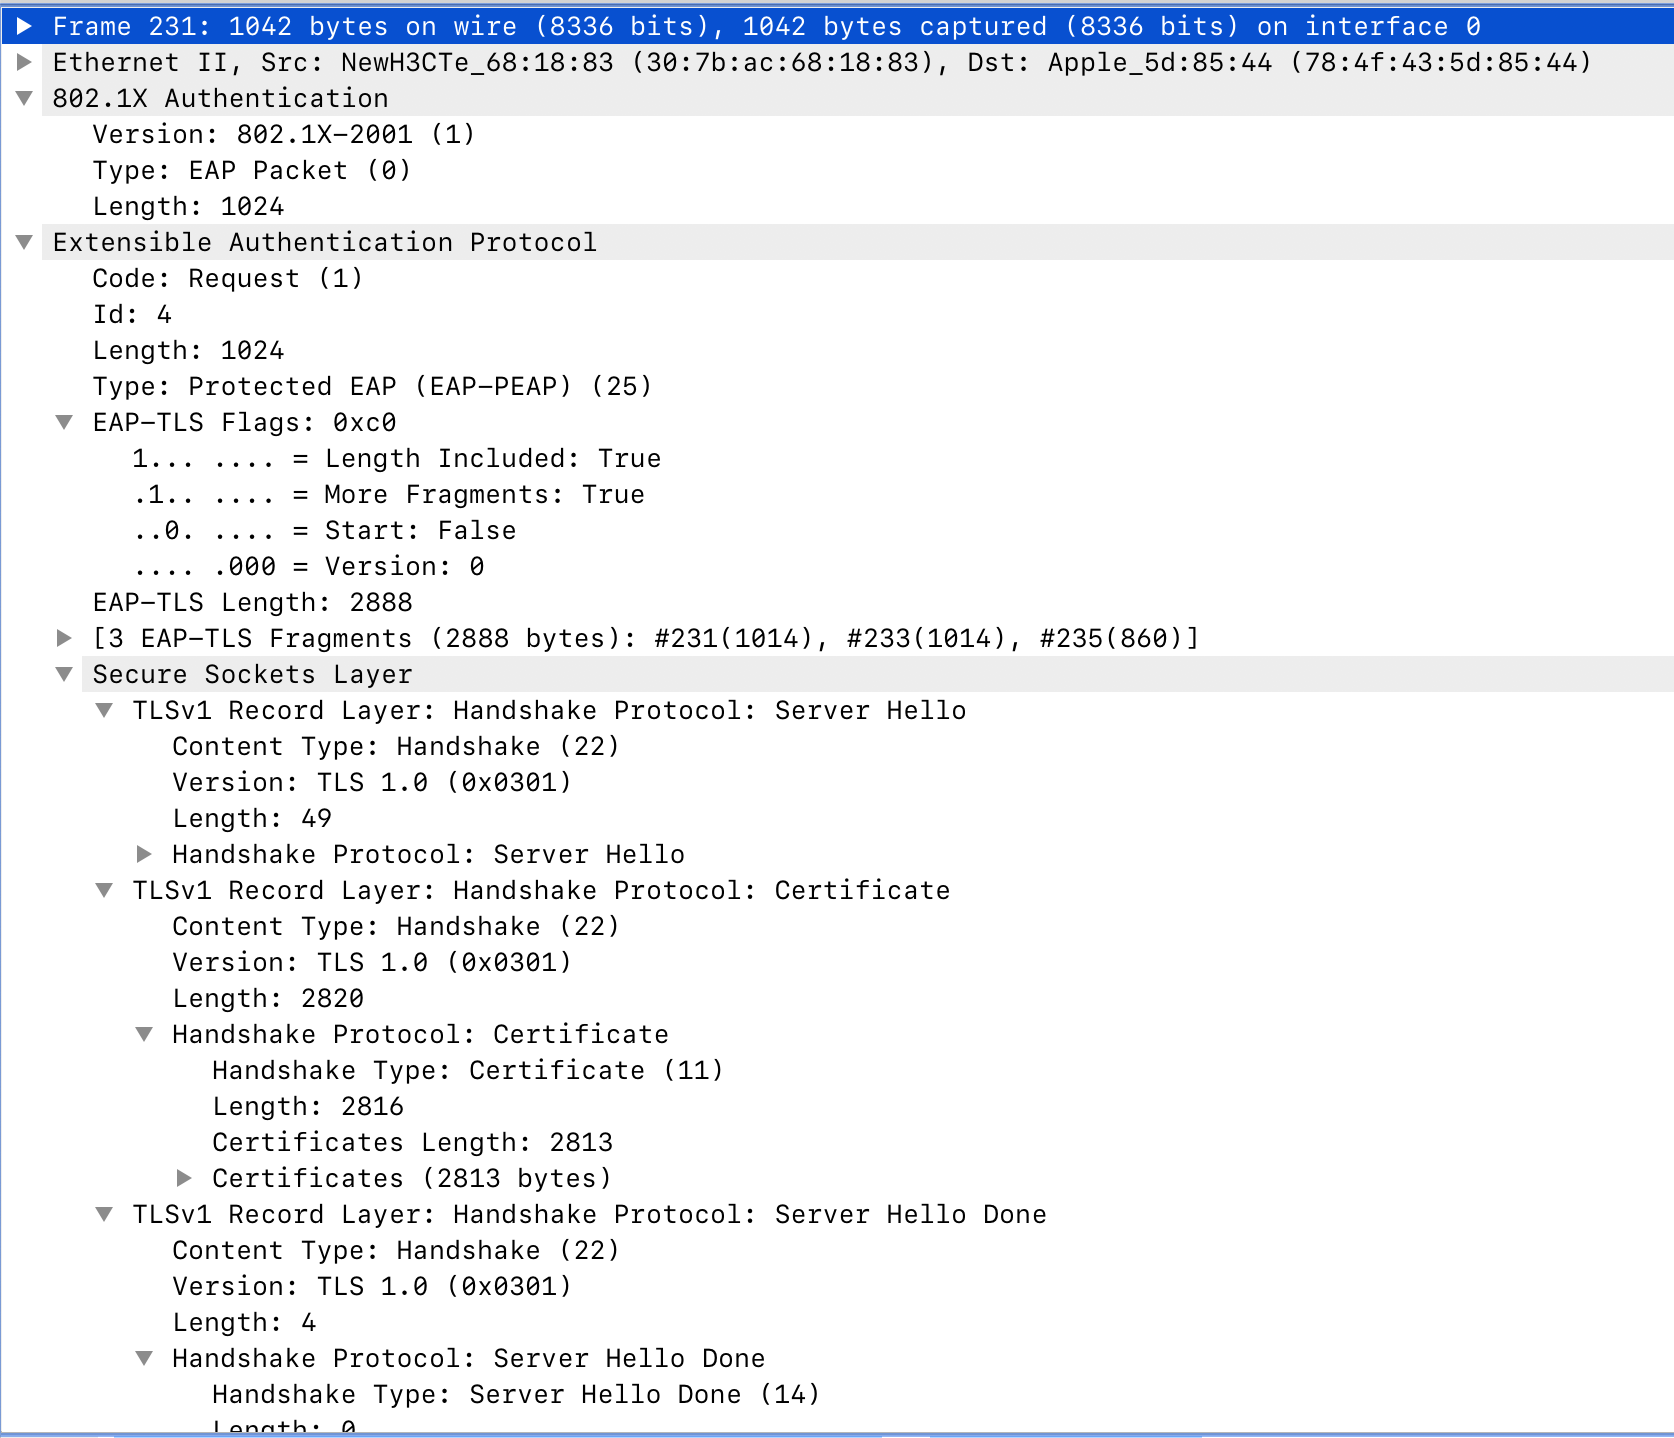 Frame 231: 1042 bytes on wire (8336 bits), 1042 bytes captured (8336 bits) on interface 0
Ethernet II, Src: NewH3CTe_68:18:83 (30:7b:ac:68:18:83), Dst: Apple_5d:85:44 (78:4f:43:5d:85:44)
802.1X Authentication
Version: 802.1X-2001 (1)
Type: EAP Packet (0)
Length: 1024
Extensible Authentication Protocol
Code: Request (1)
Id: 4
Length: 1024
Type: Protected EAP (EAP-PEAP) (25)
EAP-TLS Flags: 0xc0
1... .... = Length Included: True
.1.. .... = More Fragments: True
..0. .... = Start: False
.... .000 = Version: 0
EAP-TLS Length: 2888
[3 EAP-TLS Fragments (2888 bytes): #231(1014), #233(1014), #235(860)]
Secure Sockets Layer
TLSv1 Record Layer: Handshake Protocol: Server Hello
Content Type: Handshake (22)
Version: TLS 1.0 (0x0301)
Length: 49
Handshake Protocol: Server Hello
TLSv1 Record Layer: Handshake Protocol: Certificate
Content Type: Handshake (22)
Version: TLS 1.0 (0x0301)
Length: 2820
Handshake Protocol: Certificate
Handshake Type: Certificate (11)
Length: 2816
Certificates Length: 2813
Certificates (2813 bytes)
TLSv1 Record Layer: Handshake Protocol: Server Hello Done
Content Type: Handshake (22)
Version: TLS 1.0 (0x0301)
Length: 4
Handshake Protocol: Server Hello Done
Handshake Type: Server Hello Done (14)
Length: 0